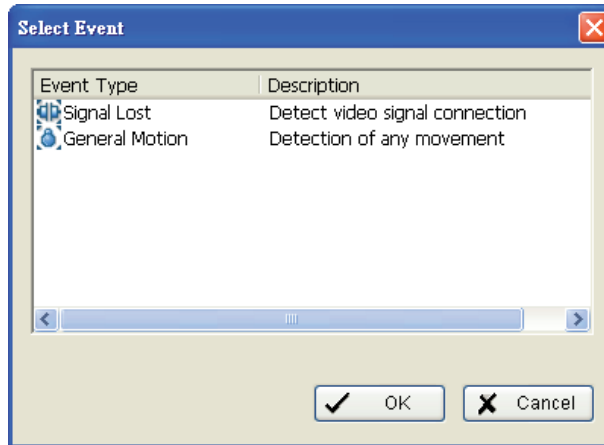 Select Event
Event Type Description
Signal Lost Detect video signal connection
General Motion Detection of any movement
OK Cancel